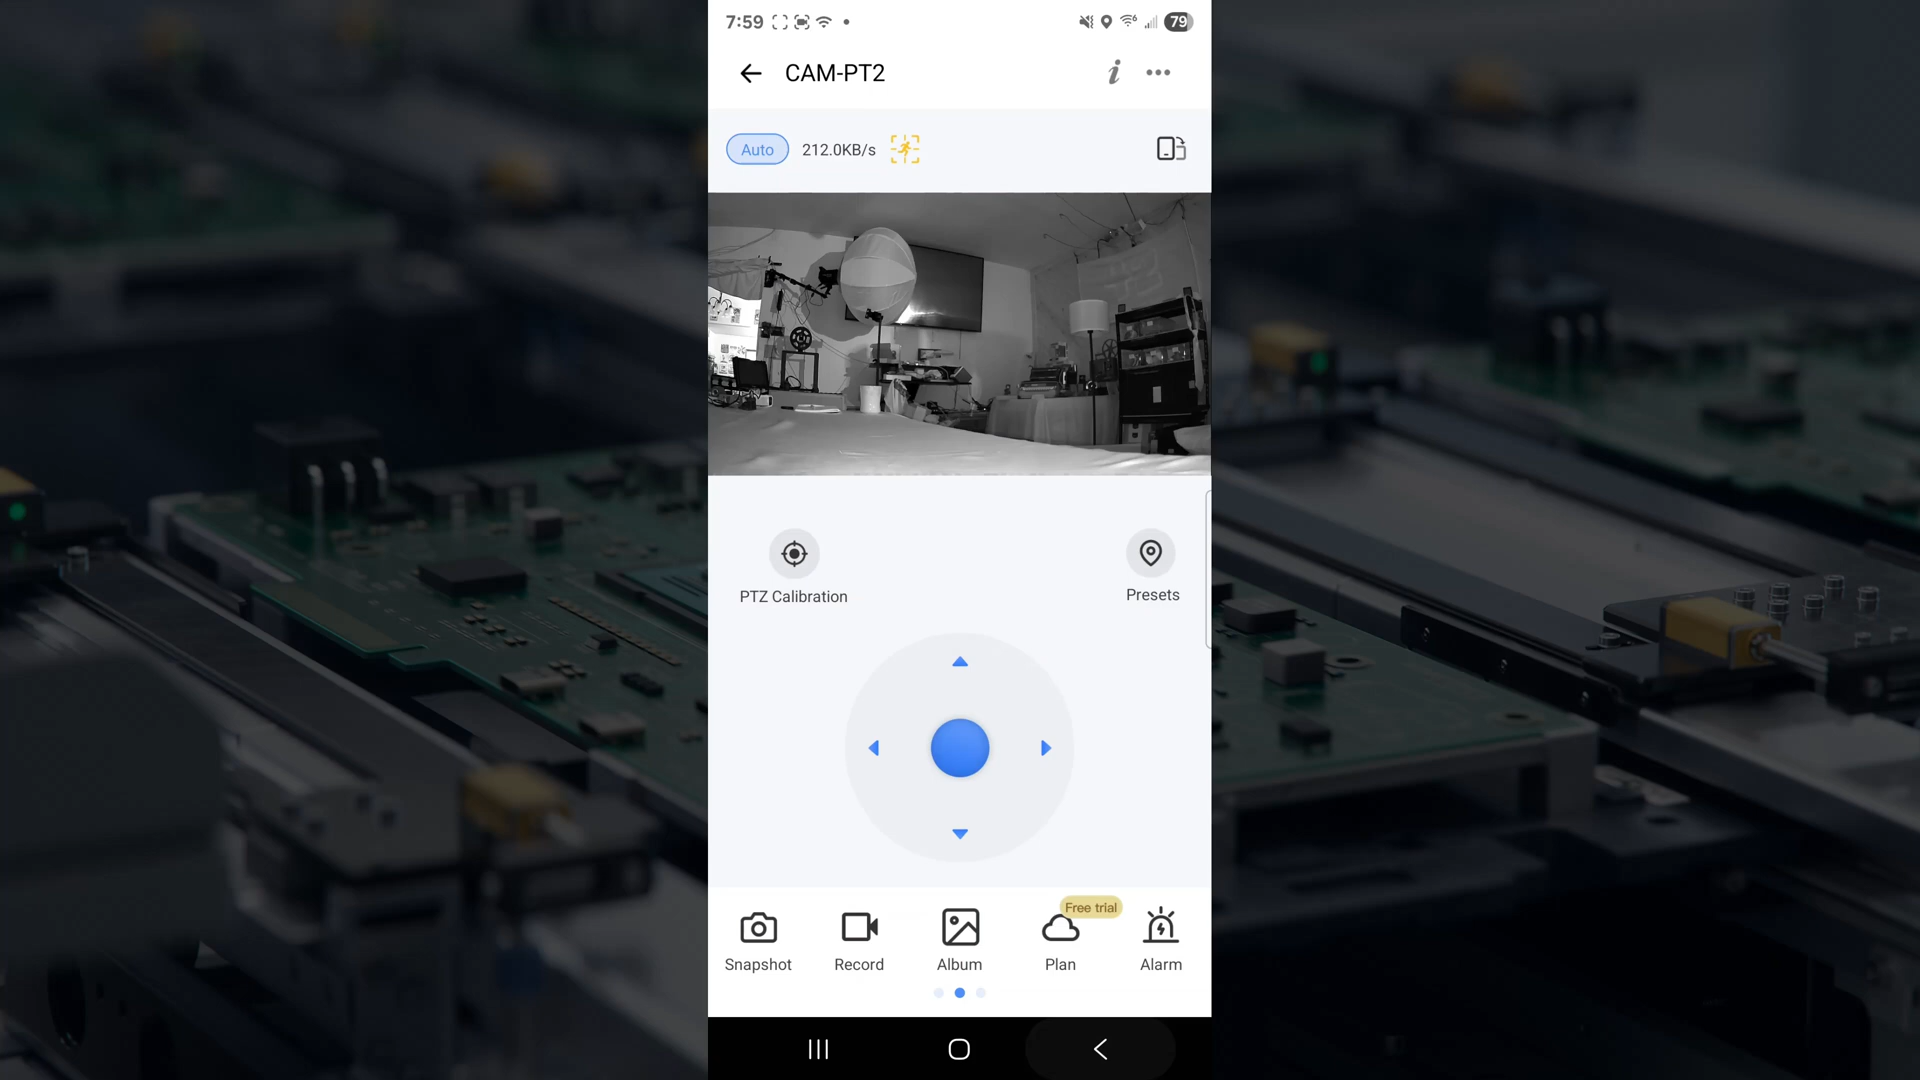 7:59
79
CAM-PT2
Auto 212.0KB/s
PTZ Calibration
Presets
Free trial
Snapshot
Record
Album
Plan
Alarm